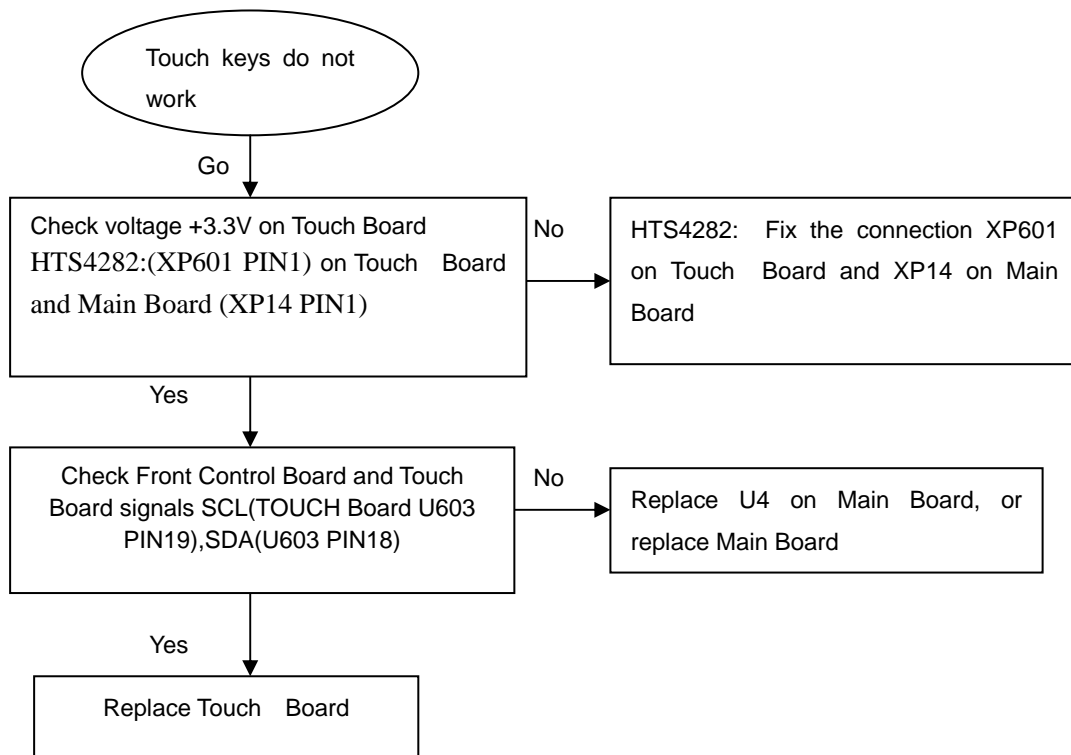 Touch keys do not
work
Go
Check voltage +3.3V on Touch Board
HTS4282:(XP601 PIN1) on Touch Board
and Main Board (XP14 PIN1)
No
HTS4282: Fix the connection XP601
on Touch Board and XP14 on Main
Board
Yes
Check Front Control Board and Touch
Board signals SCL(TOUCH Board U603
PIN19),SDA(U603 PIN18)
No
Replace U4 on Main Board, or
replace Main Board
Yes
Replace Touch Board